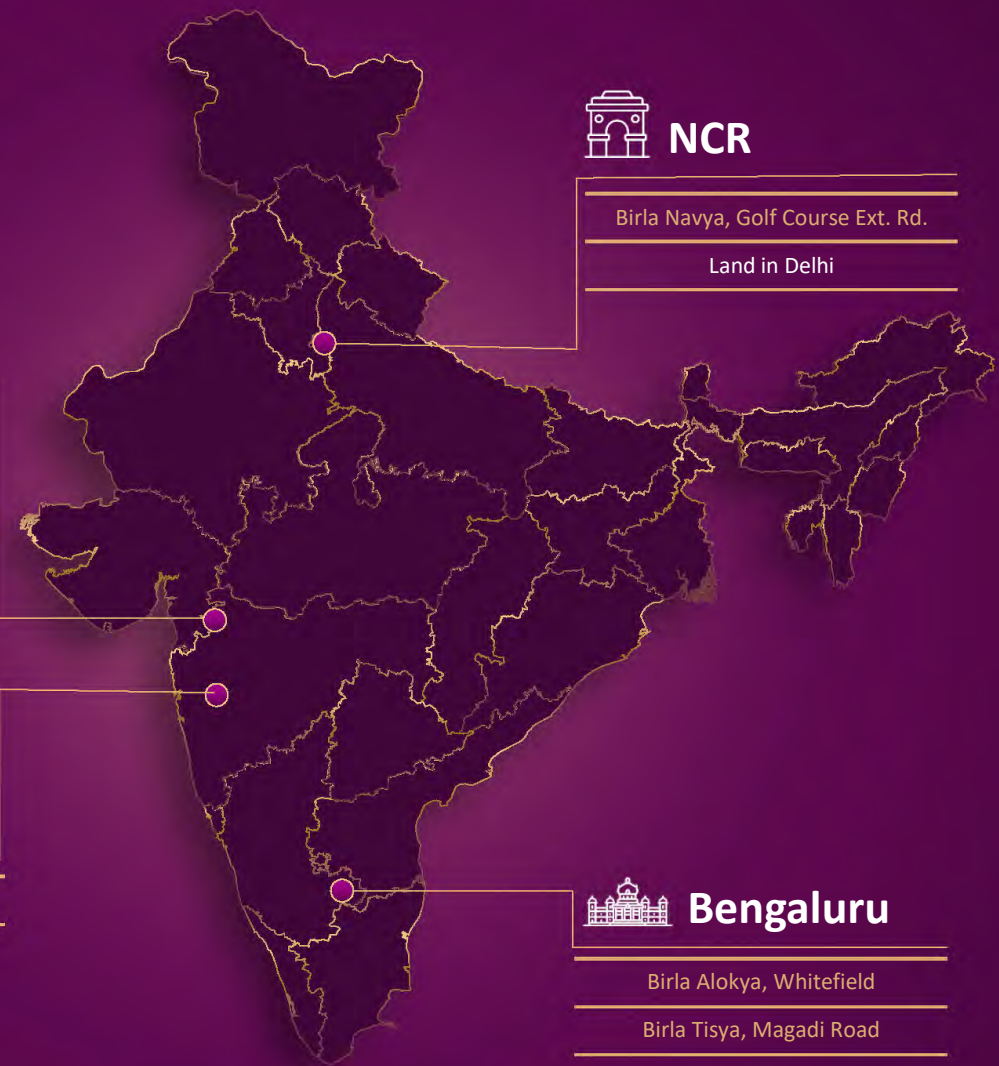 NCR
Birla Navya, Golf Course Ext. Rd.
Land in Delhi
Bengaluru
Birla Alokya, Whitefield
Birla Tisya, Magadi Road